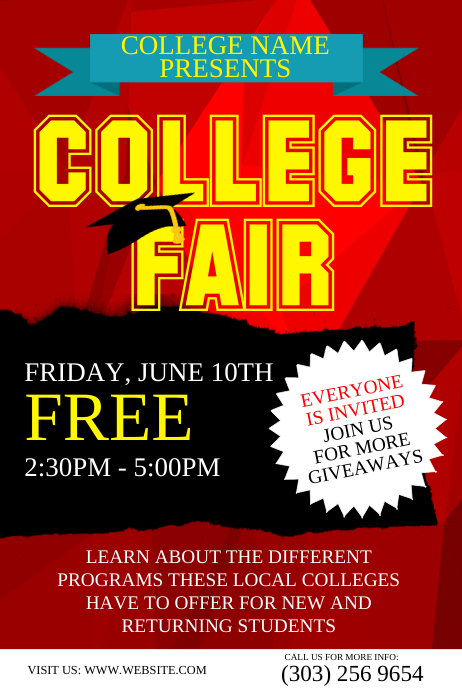 COLLEGE NAME
PRESENTS
COLLEGE
FAIR
FRIDAY, JUNE 10TH
FREE
2:30PM - 5:00PM
EVERYONE
IS INVITED
JOIN US
FOR MORE
GIVEAWAYS
LEARN ABOUT THE DIFFERENT
PROGRAMS THESE LOCAL COLLEGES
HAVE TO OFFER FOR NEW AND
RETURNING STUDENTS
VISIT US: WWW.WEBSITE.COM
CALL US FOR MORE INFO:
(303) 256 9654